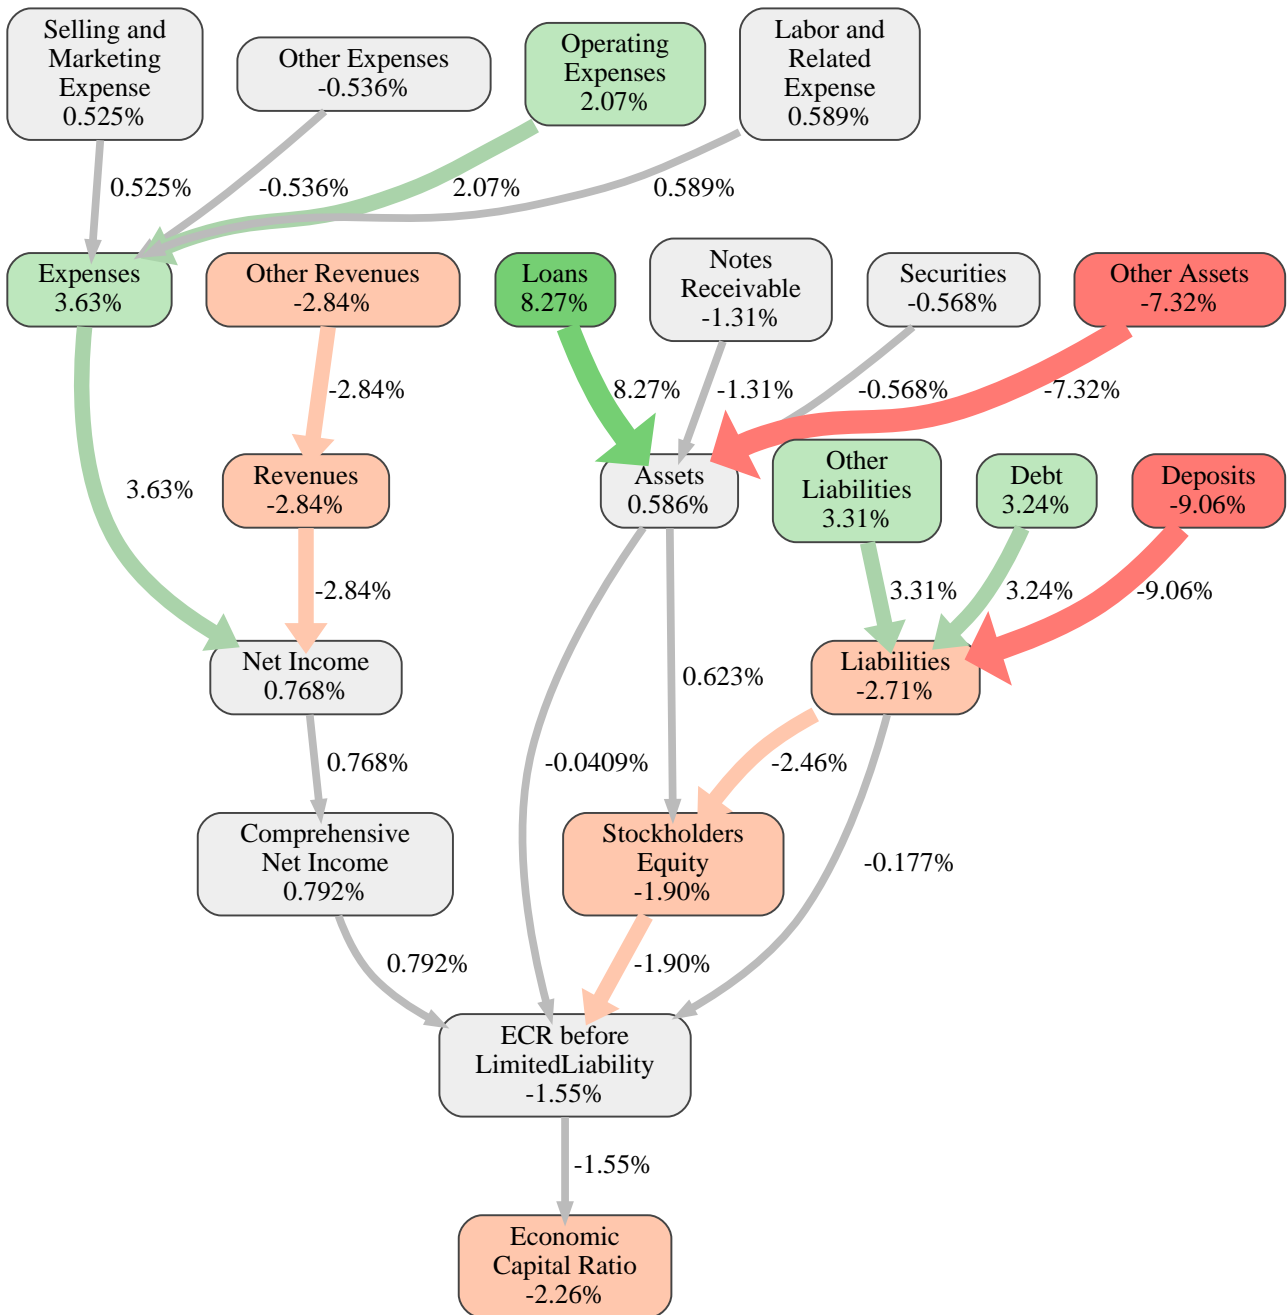 Selling and
Marketing
Expense
0.525%
Other Expenses
-0.536%
Operating
Expenses
2.07%
Labor and
Related
Expense
0.589%
0.525%
-0.536%
2.07%
0.589%
Expenses
3.63%
Other Revenues
-2.84%
Loans
8.27%
Notes
Receivable
-1.31%
Securities
-0.568%
Other Assets
-7.32%
-2.84%
8.27%
-1.31%
-0.568%
-7.32%
3.63%
Revenues
-2.84%
Assets
0.586%
Other
Liabilities
3.31%
Debt
3.24%
Deposits
-9.06%
-2.84%
3.31%
3.24%
-9.06%
Net Income
0.768%
0.623%
Liabilities
-2.71%
0.768%
-0.0409%
-2.46%
Comprehensive
Net Income
0.792%
Stockholders
Equity
-1.90%
-0.177%
0.792%
-1.90%
ECR before
LimitedLiability
-1.55%
-1.55%
Economic
Capital Ratio
-2.26%